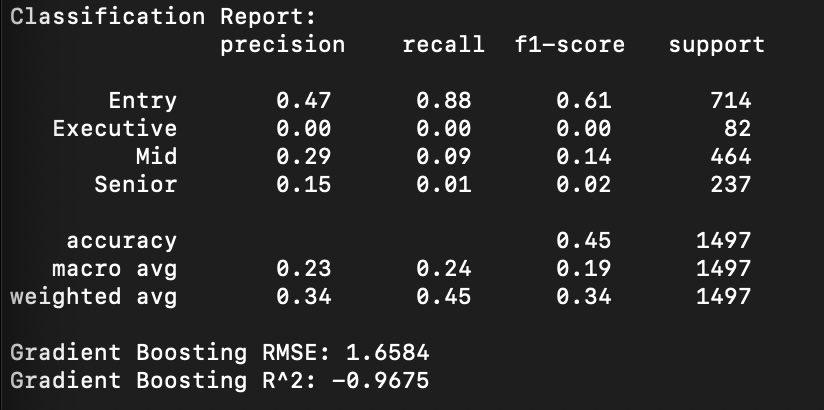 Classification Report:
precision recall f1-score support
Entry 0.47 0.88 0.61 714
Executive 0.00 0.00 0.00 82
Mid 0.29 0.09 0.14 464
Senior 0.15 0.01 0.02 237
accuracy 0.45 1497
macro avg 0.23 0.24 0.19 1497
weighted avg 0.34 0.45 0.34 1497
Gradient Boosting RMSE: 1.6584
Gradient Boosting R^2: -0.9675